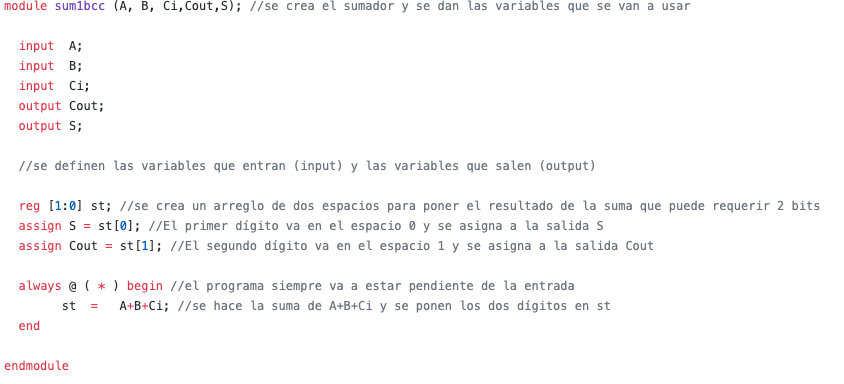 module sum1bcc (A, B, Ci,Cout,S); //se crea el sumador y se dan las variables que se van a usar
input  A;
input  B;
input  Ci;
output Cout;
output S;
//se definen las variables que entran (input) y las variables que salen (output)
reg [1:0] st; //se crea un arreglo de dos espacios para poner el resultado de la suma que puede requerir 2 bits
assign S = st[0]; //El primer dígito va en el espacio 0 y se asigna a la salida S
assign Cout = st[1]; //El segundo dígito va en el espacio 1 y se asigna a la salida Cout
always @ ( * ) begin //el programa siempre va a estar pendiente de la entrada
st  =   A+B+Ci; //se hace la suma de A+B+Ci y se ponen los dos dígitos en st
end
endmodule